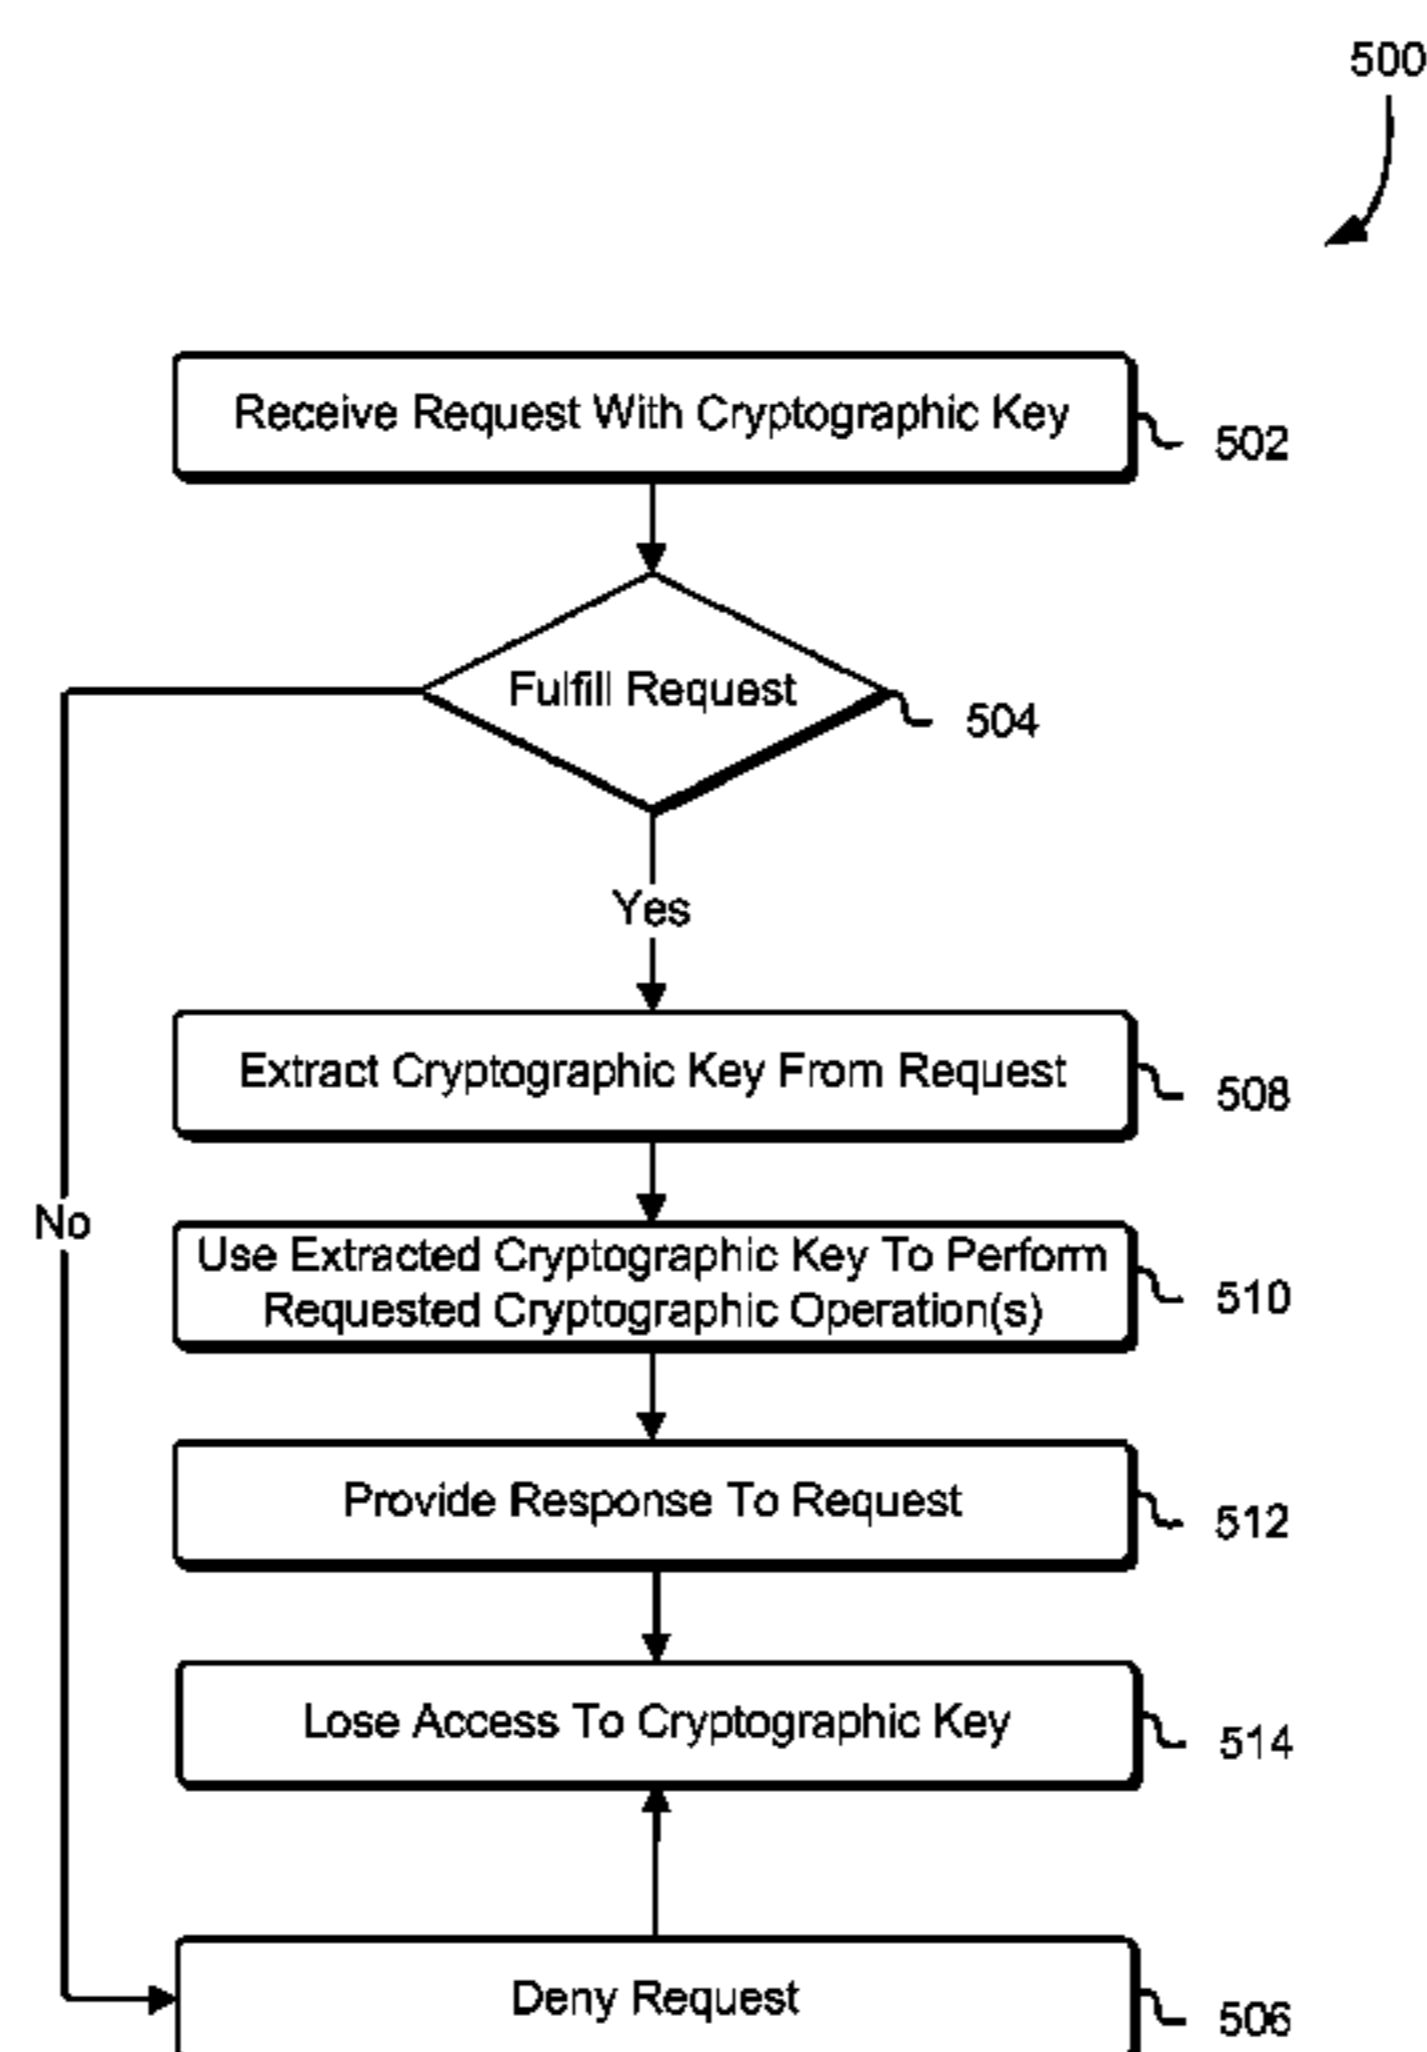 500
Receive Request With Cryptographic Key
502
Fulfill Request
504
Yes
Extract Cryptographic Key From Request
508
No
Use Extracted Cryptographic Key To Perform
Requested Cryptographic Operation(s)
510
Provide Response To Request
512
Lose Access To Cryptographic Key
514
Deny Request
506